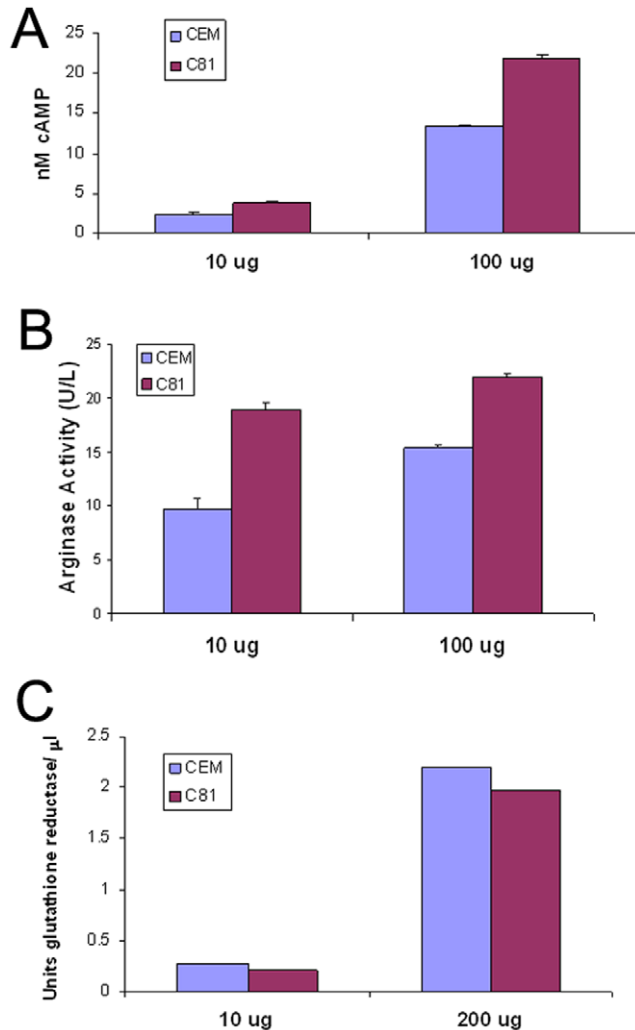 A
CEM
C81
nM cAMP
25
20
15
10
5
0
10 ug
100 ug
B
CEM
C81
Arginase Activity (U/L)
25
20
15
10
5
0
10 ug
100 ug
C
CEM
C81
Units glutathione reductase/ µl
2.5
2
1.5
1
0.5
0
10 ug
200 ug